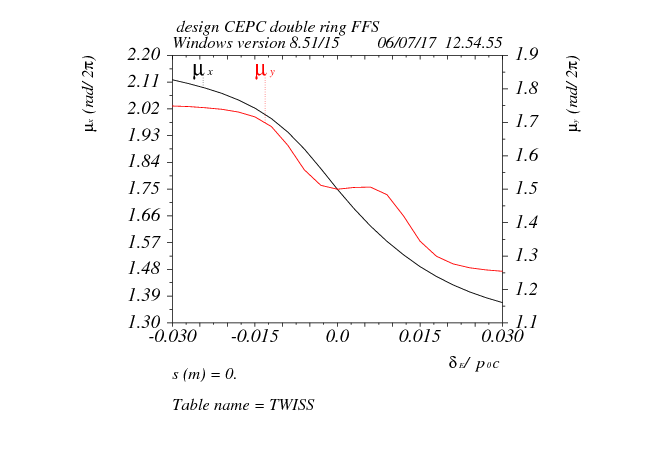 design CEPC double ring FFS
Windows version 8.51/15 06/07/17 12.54.55
2.20 1.9
μx μy
2.11 1.8
2.02 1.7
1.93 1.6
1.84
1.75 1.5
1.66 1.4
1.57 1.3
1.48 1.2
1.39
1.30 1.1
μx (rad/2π)
μy (rad/2π)
-0.030 -0.015 0.0 0.015 0.030
δE/ p0c
s (m) = 0.
Table name = TWISS